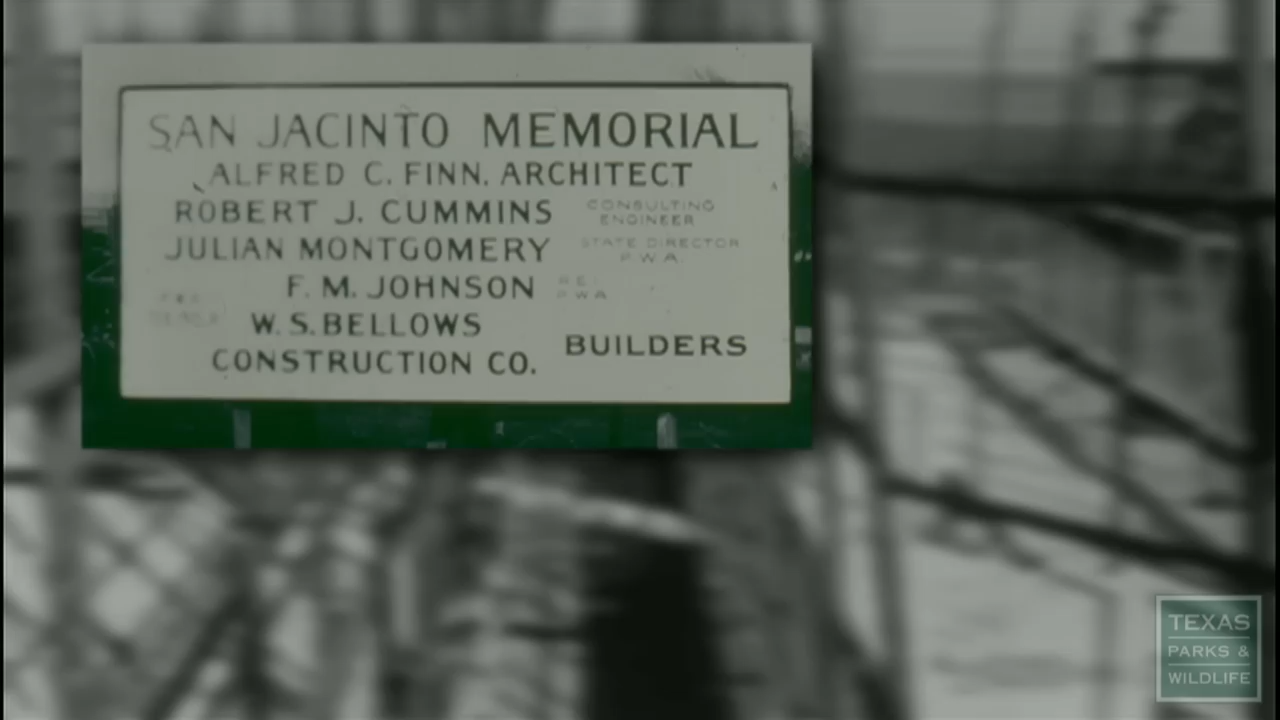 SAN JACINTO MEMORIAL
ALFRED C. FINN. ARCHITECT
ROBERT J. CUMMINS CONSULTING ENGINEER
JULIAN MONTGOMERY STATE DIRECTOR P.W.A.
F. M. JOHNSON P.W.A.
W. S. BELLOWS
CONSTRUCTION CO. BUILDERS
TEXAS
PARKS &
WILDLIFE